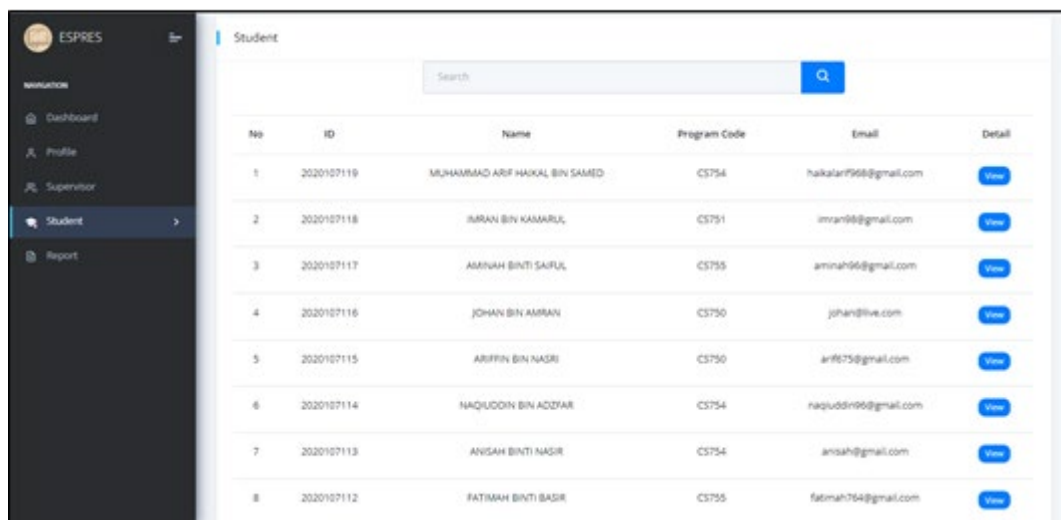 ESPRES
NAVIGATION
Dashboard
Profile
Supervisor
Student
Report
Student
Search
No ID Name Program Code Email Detail
1 2020107119 MUHAMMAD ARIF HAIKAL BIN SAMED CS754 haikalarif968@gmail.com View
2 2020107118 IMRAN BIN KAMARUL CS751 imran98@gmail.com View
3 2020107117 AMINAH BINTI SAIFUL CS755 aminah96@gmail.com View
4 2020107116 JOHAN BIN AMRAN CS750 johan@live.com View
5 2020107115 ARIFFIN BIN NASRI CS750 arif675@gmail.com View
6 2020107114 NAQIUDDIN BIN ADZFAR CS754 naqiuddin96@gmail.com View
7 2020107113 ANISAH BINTI NASIR CS754 anisah@gmail.com View
8 2020107112 FATIMAH BINTI BASIR CS755 fatimah764@gmail.com View